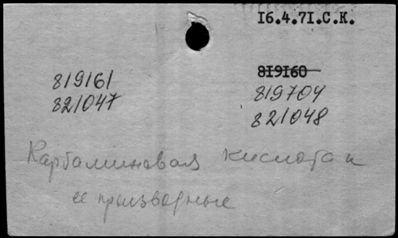 16.4.71.С.К.
819161
821047
819160
819704
821048
Карбаминовая кислота и
ее производные